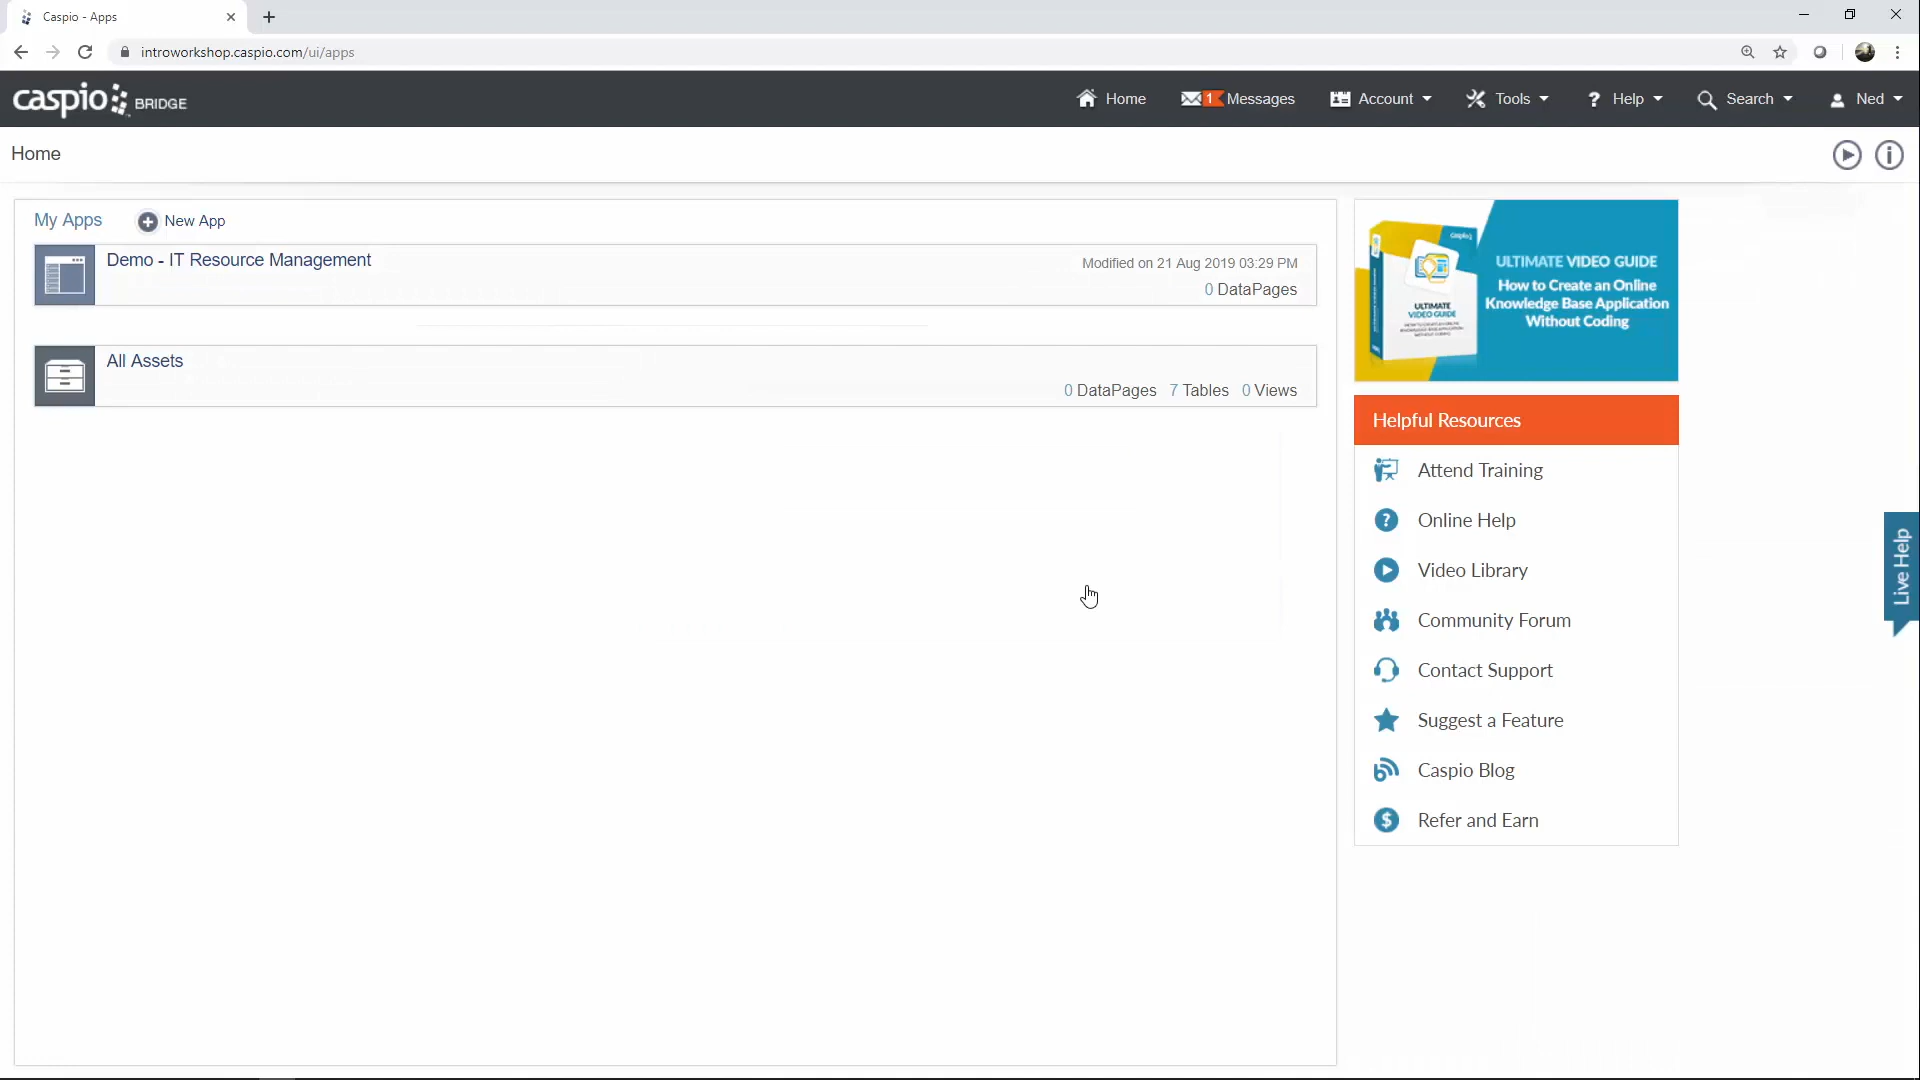 Caspio - Apps
introworkshop.caspio.com/ui/apps
caspio BRIDGE
Home
1 Messages
Account
Tools
? Help
Search
Ned
Home
My Apps
New App
Demo - IT Resource Management
Modified on 21 Aug 2019 03:29 PM
0 DataPages
All Assets
0 DataPages 7 Tables 0 Views
caspio
ULTIMATE
VIDEO GUIDE
ULTIMATE VIDEO GUIDE
How to Create an Online
Knowledge Base Application
Without Coding
Helpful Resources
Attend Training
? Online Help
Video Library
Community Forum
Contact Support
Suggest a Feature
Caspio Blog
$ Refer and Earn
Live Help